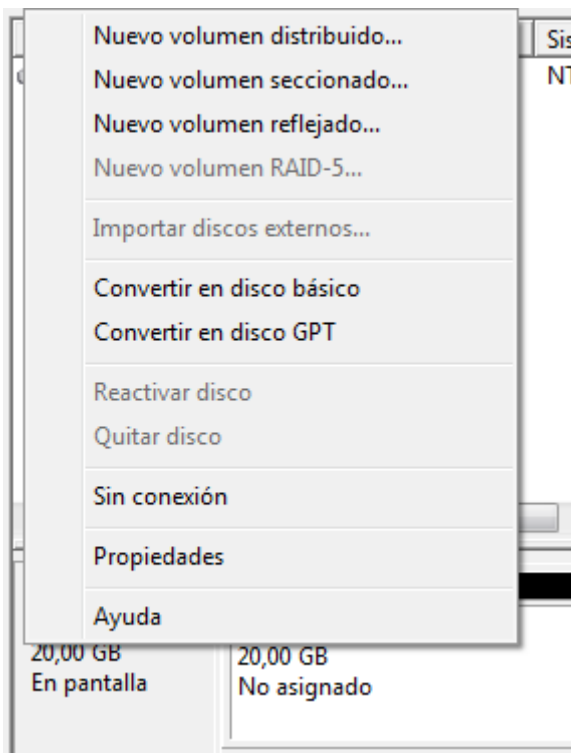 Nuevo volumen distribuido...
Nuevo volumen seccionado...
Nuevo volumen reflejado...
Nuevo volumen RAID-5...
Importar discos externos...
Convertir en disco básico
Convertir en disco GPT
Reactivar disco
Quitar disco
Sin conexión
Propiedades
Ayuda
20,00 GB
En pantalla
20,00 GB
No asignado